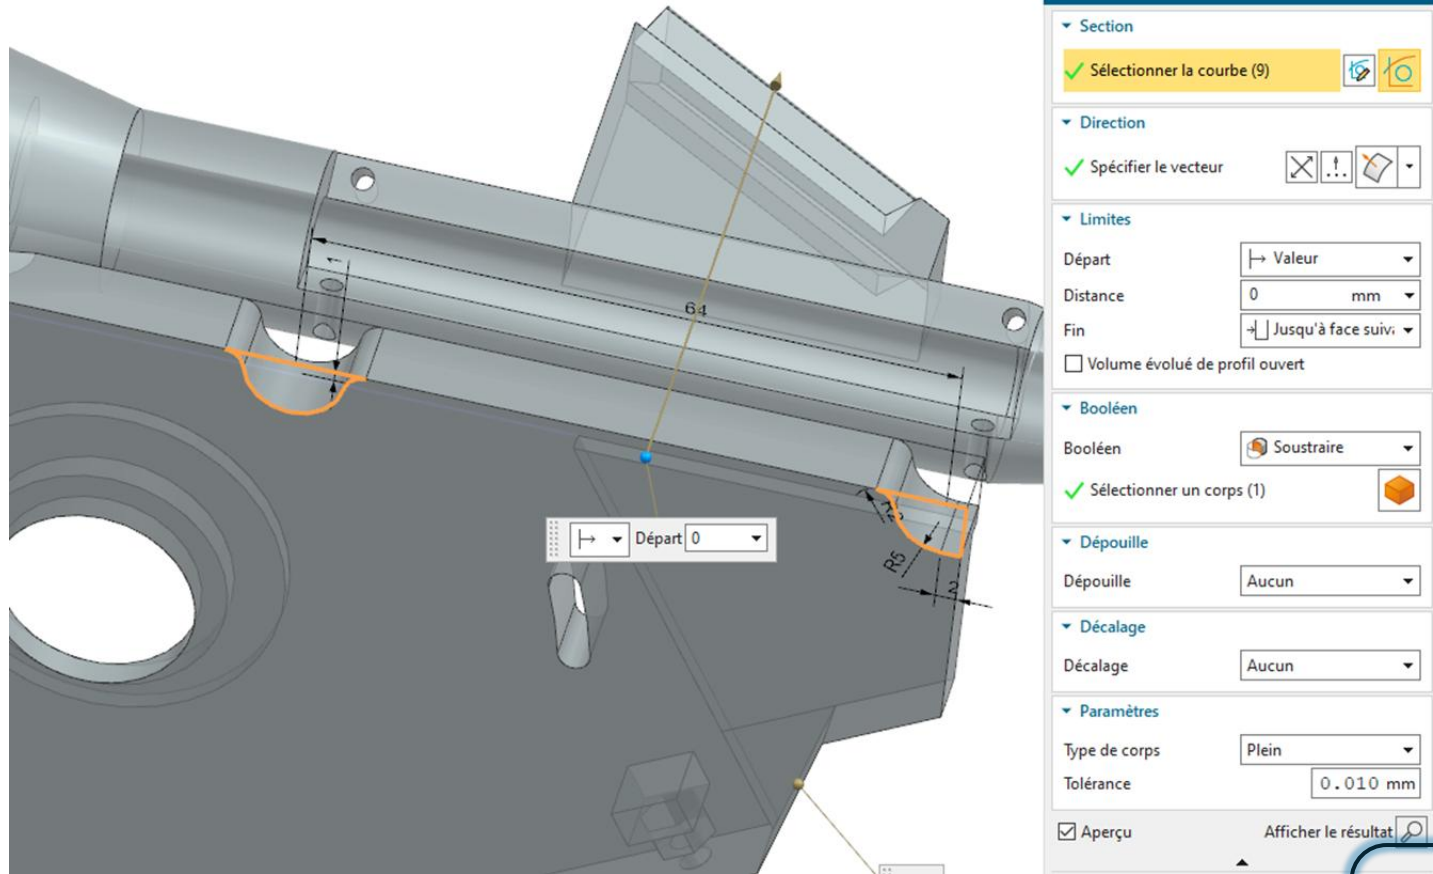 Section
Sélectionner la courbe (9)
Direction
Spécifier le vecteur
Limites
Départ
Valeur
Distance
0 mm
Fin
Jusqu'à face suiv
Volume évolué de profil ouvert
Booléen
Booléen
Soustraire
Sélectionner un corps (1)
Dépouille
Dépouille
Aucun
Décalage
Décalage
Aucun
Paramètres
Type de corps
Plein
Tolérance
0.010 mm
Aperçu
Afficher le résultat
1
64
Départ 0
R5
2